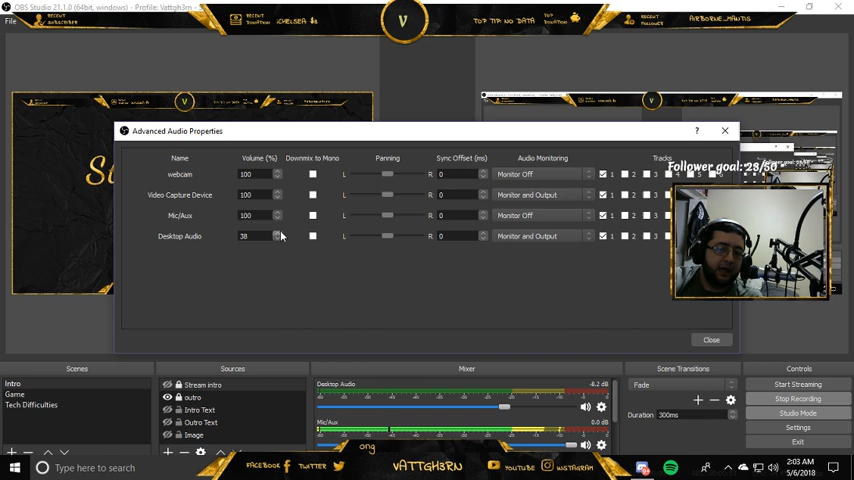 OBS Studio 21.1.0 (64bit, windows) - Profile: Vattgh3rn -
File
RECENT SUBSCRIBER
RECENT DONATION
iCHELSEA $8
V
TOP TIP NO DATA
TOP DONATION
RECENT FOLLOWER
AIRBORNE_MANTIS
Advanced Audio Properties
?
Name Volume (%) Downmix to Mono Panning Sync Offset (ms) Audio Monitoring Tracks
webcam 100 L R 0 Monitor Off 1 2 3 4 5 6
Follower goal: 28/50
Video Capture Device 100 L R 0 Monitor and Output 1 2 3
Mic/Aux 100 L R 0 Monitor Off 1 2 3
Desktop Audio 38 L R 0 Monitor and Output 1 2 3
Close
Scenes Sources Mixer Scene Transitions Controls
Intro
Game
Tech Difficulties
Stream intro
outro
Intro Text
Outro Text
Image
Desktop Audio -8.2 dB
Mic/Aux 0.0 dB
Fade
Duration 300ms
Start Streaming
Stop Recording
Studio Mode
Settings
Exit
ong
Type here to search
FACEBOOK
TWITTER
VATTGH3RN
YOUTUBE
INSTAGRAM
2:03 AM
5/6/2018